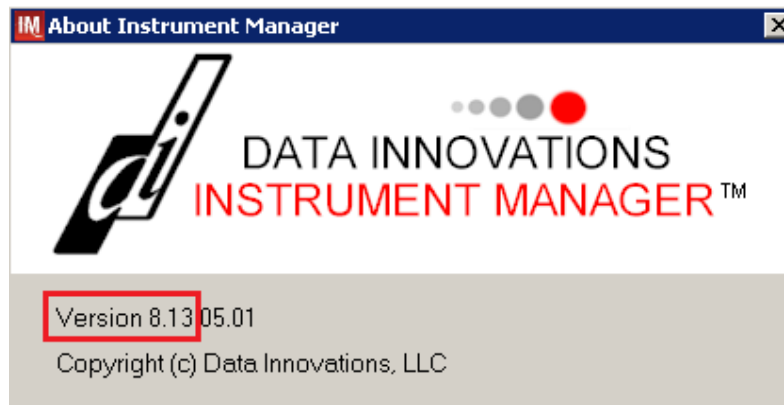 IM About Instrument Manager
di
DATA INNOVATIONS
INSTRUMENT MANAGER™
Version 8.13.05.01
Copyright (c) Data Innovations, LLC